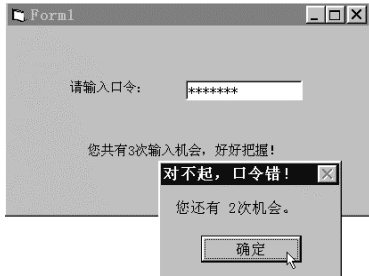 Form1
请输入口令:
*******
您共有3次输入机会，好好把握!
对不起，口令错!
您还有 2次机会。
确定